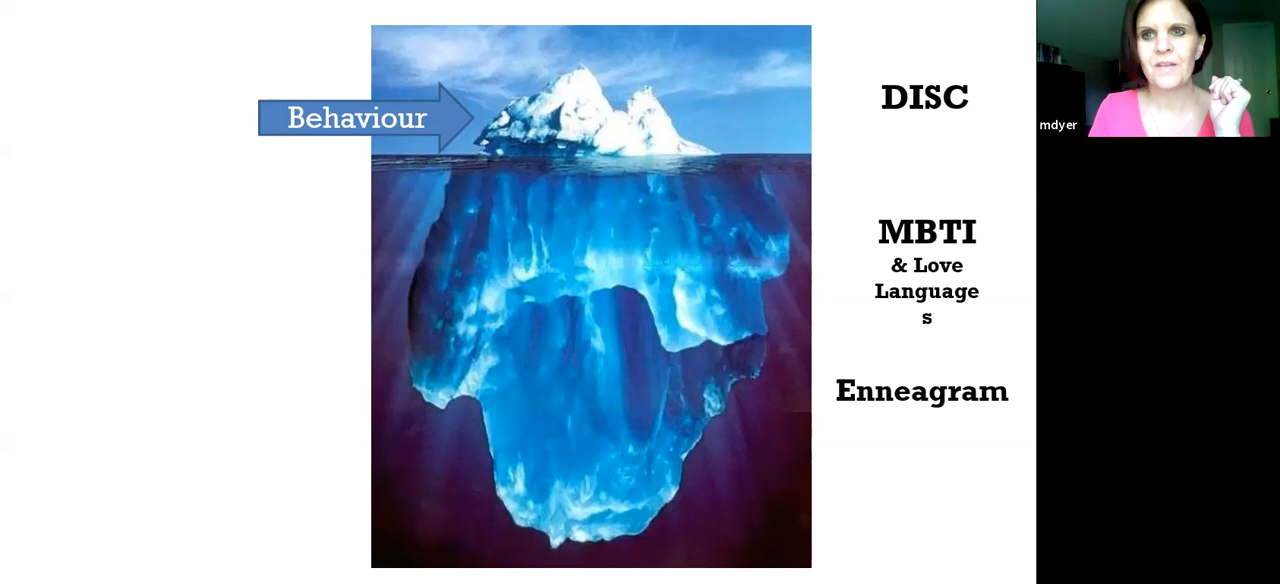 Behaviour
DISC
MBTI
& Love
Language
s
Enneagram
mdyer